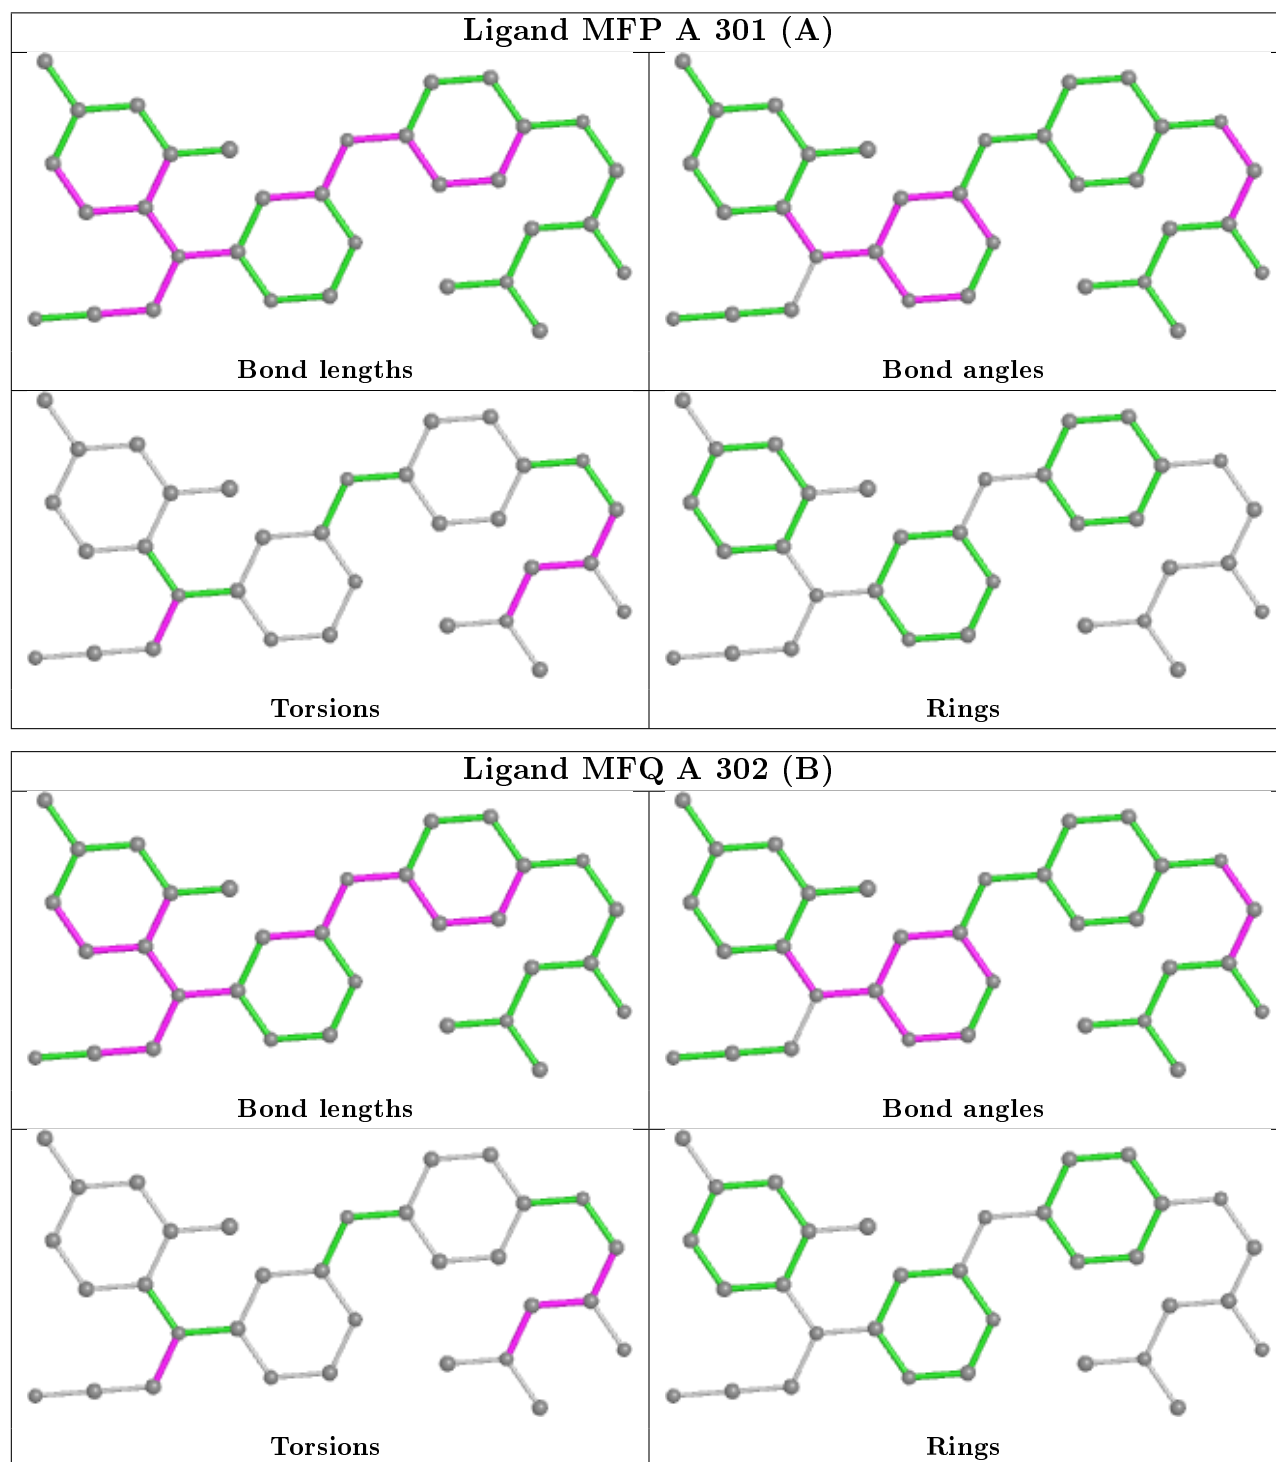 Ligand MFP A 301 (A)
Bond lengths
Bond angles
Torsions
Rings
Ligand MFQ A 302 (B)
Bond lengths
Bond angles
Torsions
Rings